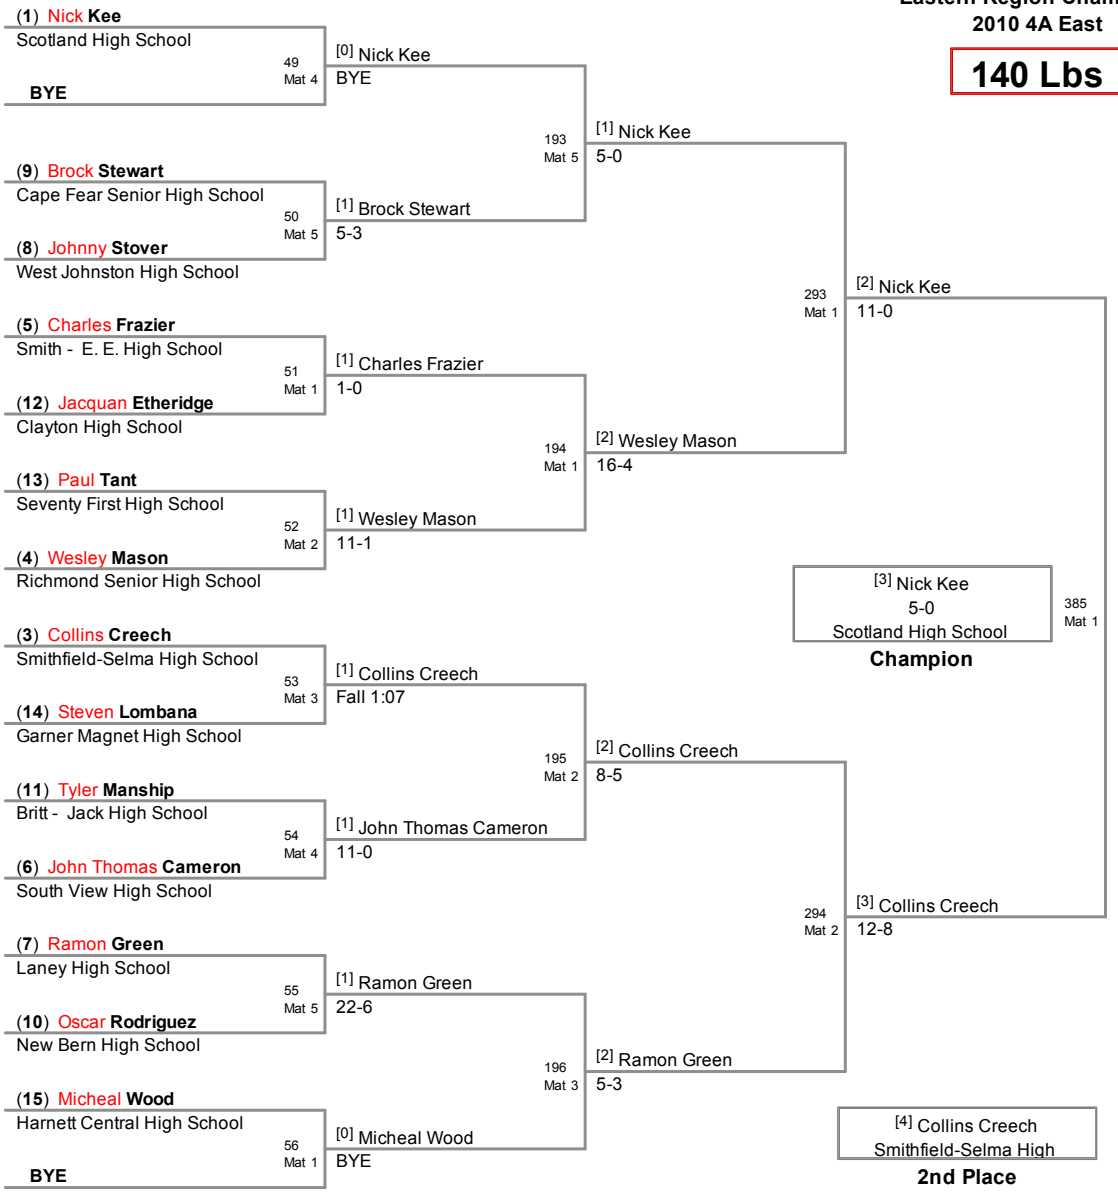 Eastern Region Cham
2010 4A East
140 Lbs
(1) Nick Kee
Scotland High School
BYE
49
Mat 4
(9) Brock Stewart
Cape Fear Senior High School
50
Mat 5
(8) Johnny Stover
West Johnston High School
(5) Charles Frazier
Smith - E. E. High School
51
Mat 1
(12) Jacquan Etheridge
Clayton High School
(13) Paul Tant
Seventy First High School
52
Mat 2
(4) Wesley Mason
Richmond Senior High School
(3) Collins Creech
Smithfield-Selma High School
53
Mat 3
(14) Steven Lombana
Garner Magnet High School
(11) Tyler Manship
Britt - Jack High School
54
Mat 4
(6) John Thomas Cameron
South View High School
(7) Ramon Green
Laney High School
55
Mat 5
(10) Oscar Rodriguez
New Bern High School
(15) Micheal Wood
Harnett Central High School
56
Mat 1
BYE
[0] Nick Kee
BYE
[1] Brock Stewart
5-3
[1] Charles Frazier
1-0
[1] Wesley Mason
11-1
[1] Collins Creech
Fall 1:07
[1] John Thomas Cameron
11-0
[1] Ramon Green
22-6
[0] Micheal Wood
BYE
193
Mat 5
[1] Nick Kee
5-0
194
Mat 1
[2] Wesley Mason
16-4
195
Mat 2
[2] Collins Creech
8-5
196
Mat 3
[2] Ramon Green
5-3
293
Mat 1
[2] Nick Kee
11-0
294
Mat 2
[3] Collins Creech
12-8
385
Mat 1
[3] Nick Kee
5-0
Scotland High School
Champion
[4] Collins Creech
Smithfield-Selma High
2nd Place